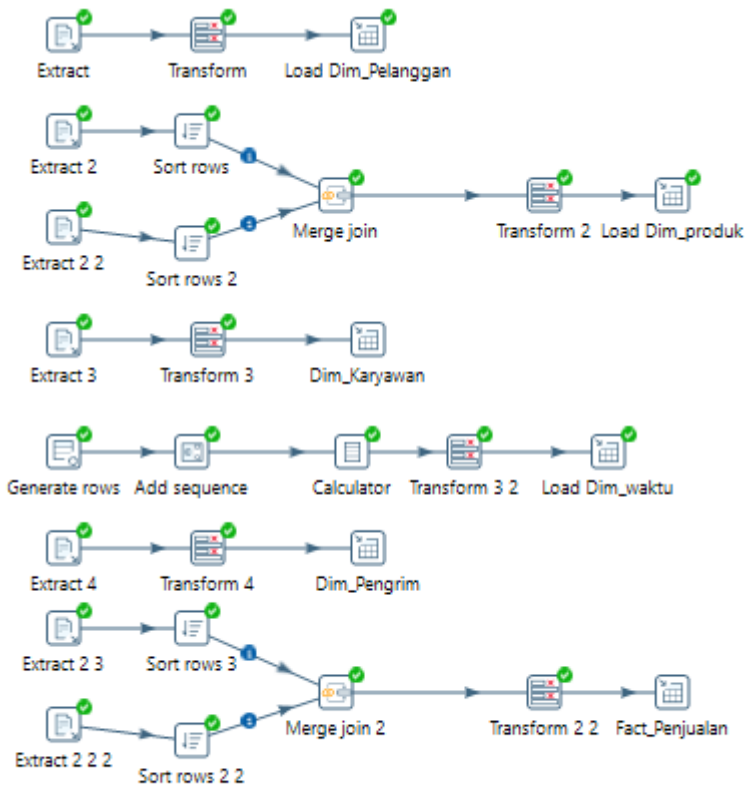 Extract Transform Load Dim_Pelanggan
Extract 2 Sort rows
Merge join Transform 2 Load Dim_produk
Extract 2 2
Sort rows 2
Extract 3 Transform 3 Dim_Karyawan
Generate rows Add sequence Calculator Transform 3 2 Load Dim_waktu
Extract 4 Transform 4 Dim_Pengrim
Extract 2 3 Sort rows 3
Merge join 2 Transform 2 2 Fact_Penjualan
Extract 2 2 2
Sort rows 2 2